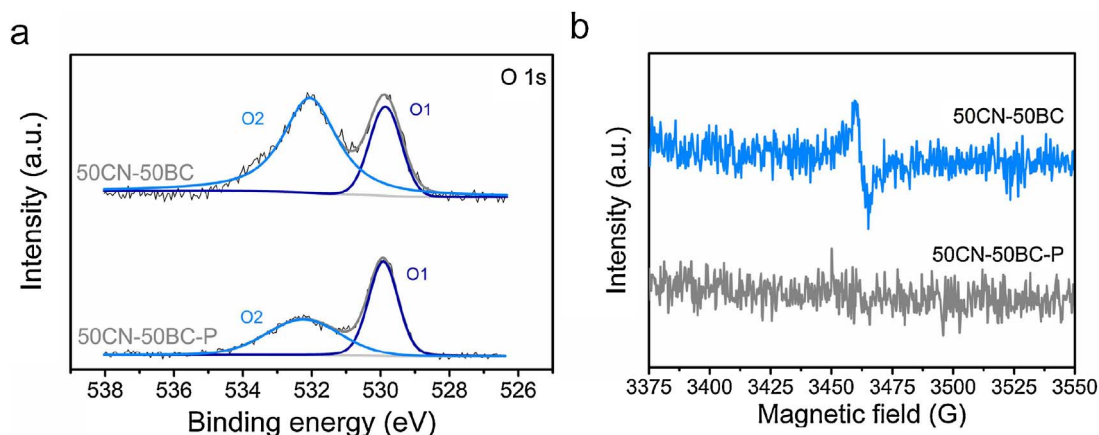 a
O 1s
O2
O1
50CN-50BC
O1
O2
50CN-50BC-P
Intensity (a.u.)
538 536 534 532 530 528 526
Binding energy (eV)
b
50CN-50BC
50CN-50BC-P
Intensity (a.u.)
3375 3400 3425 3450 3475 3500 3525 3550
Magnetic field (G)